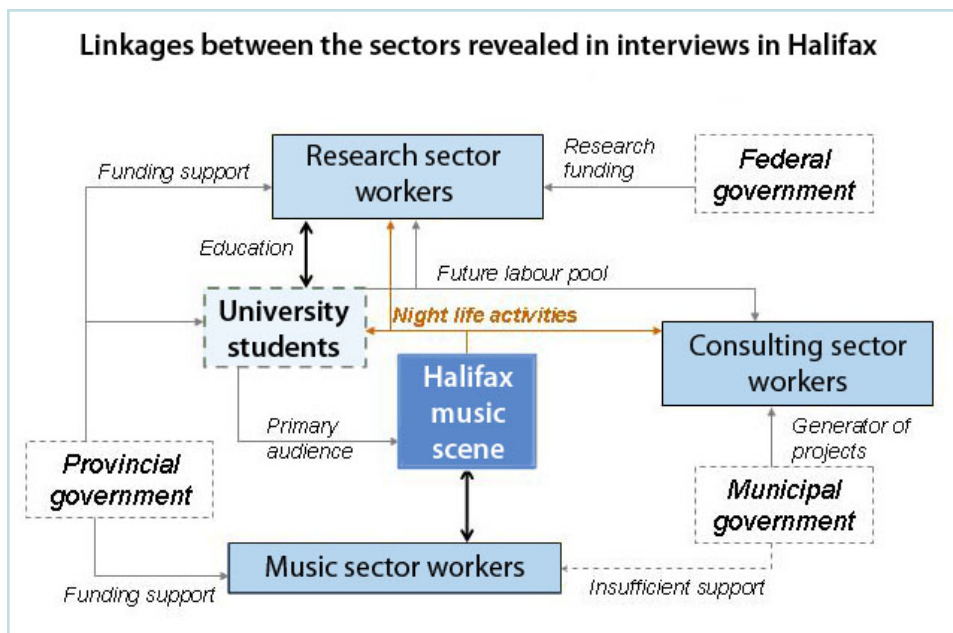 Linkages between the sectors revealed in interviews in Halifax
Funding support
Research sector
workers
Research
funding
Federal
government
Education
Future labour pool
University
students
Night life activities
Consulting sector
workers
Halifax
music
scene
Primary
audience
Generator of
projects
Provincial
government
Municipal
government
Music sector workers
Funding support
Insufficient support